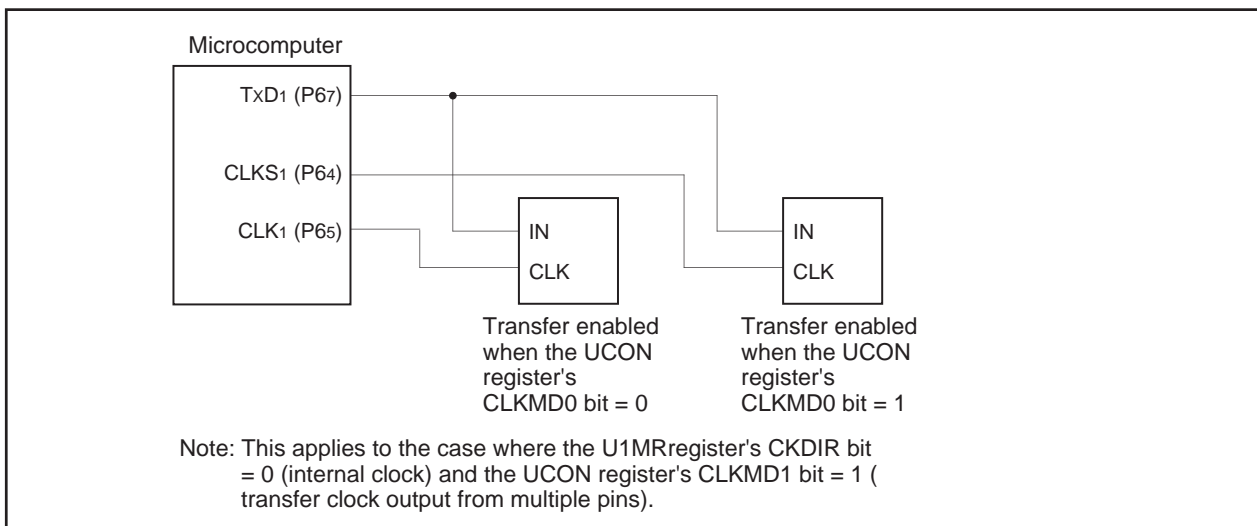 Microcomputer
TXD1 (P67)
CLKS1 (P64)
CLK1 (P65)
IN
CLK
IN
CLK
Transfer enabled
when the UCON
register's
CLKMD0 bit = 0
Transfer enabled
when the UCON
register's
CLKMD0 bit = 1
Note: This applies to the case where the U1MRregister's CKDIR bit
= 0 (internal clock) and the UCON register's CLKMD1 bit = 1 (
transfer clock output from multiple pins).